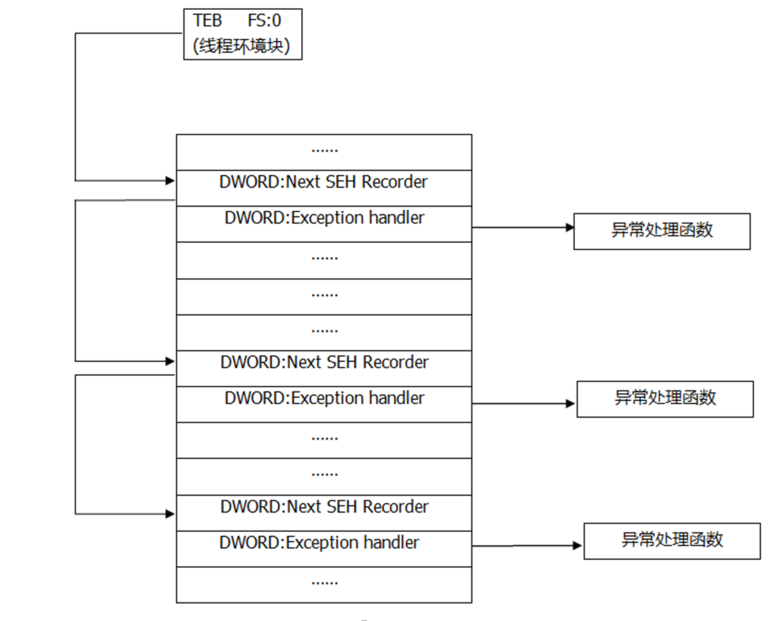 TEB FS:0
(线程环境块)
......
DWORD:Next SEH Recorder
DWORD:Exception handler
异常处理函数
......
......
......
DWORD:Next SEH Recorder
DWORD:Exception handler
异常处理函数
......
......
DWORD:Next SEH Recorder
DWORD:Exception handler
异常处理函数
......